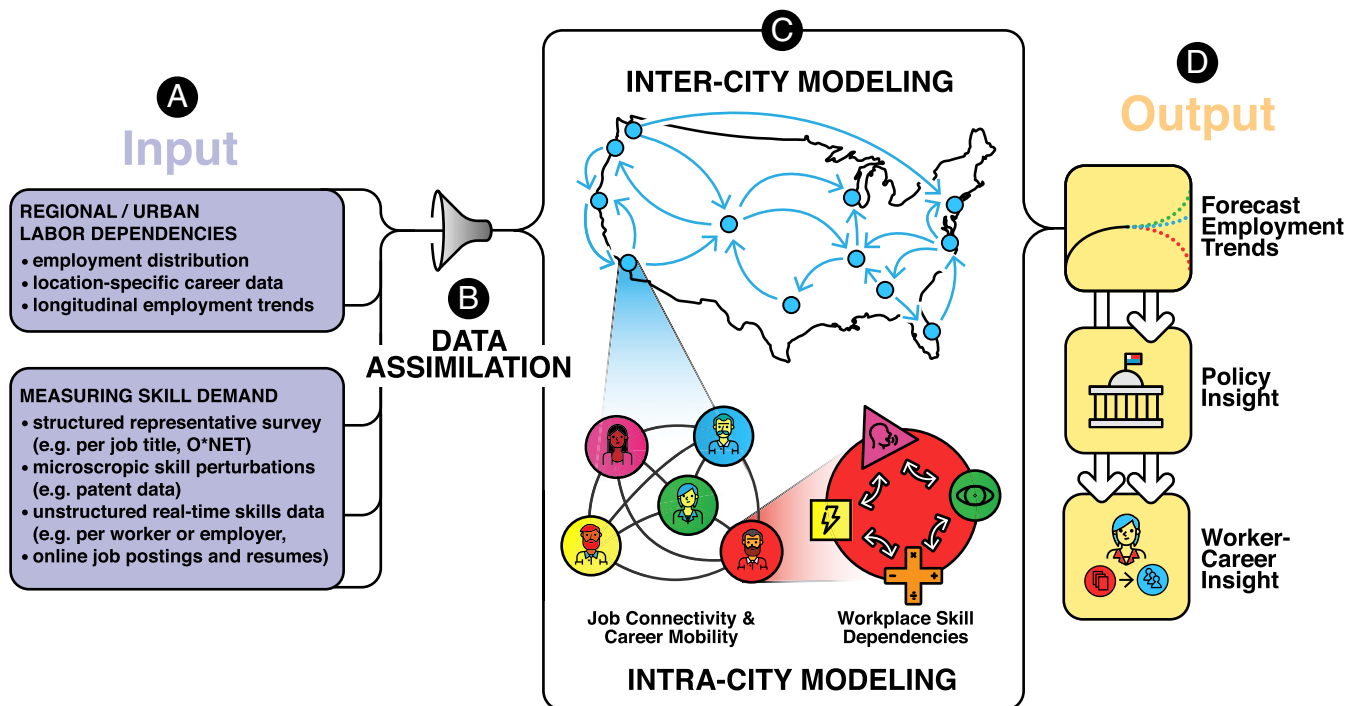 A
Input
REGIONAL / URBAN
LABOR DEPENDENCIES
• employment distribution
• location-specific career data
• longitudinal employment trends
MEASURING SKILL DEMAND
• structured representative survey
(e.g. per job title, O*NET)
• microscopic skill perturbations
(e.g. patent data)
• unstructured real-time skills data
(e.g. per worker or employer,
• online job postings and resumes)
B
DATA
ASSIMILATION
C
INTER-CITY MODELING
Job Connectivity &
Career Mobility
Workplace Skill
Dependencies
INTRA-CITY MODELING
D
Output
Forecast
Employment
Trends
Policy
Insight
Worker-
Career
Insight